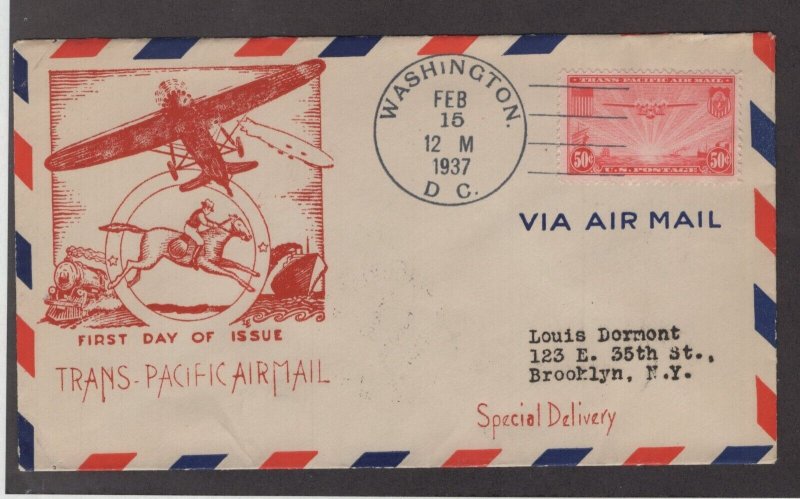 WASHINGTON.
FEB
15
12 M
1937
D C.
TRANS-PACIFIC AIR MAIL
50¢ 50¢
U.S. POSTAGE
VIA AIR MAIL
FIRST DAY OF ISSUE
TRANS-PACIFIC AIRMAIL
Louis Dormont
123 E. 35th St.,
Brooklyn, N.Y.
Special Delivery